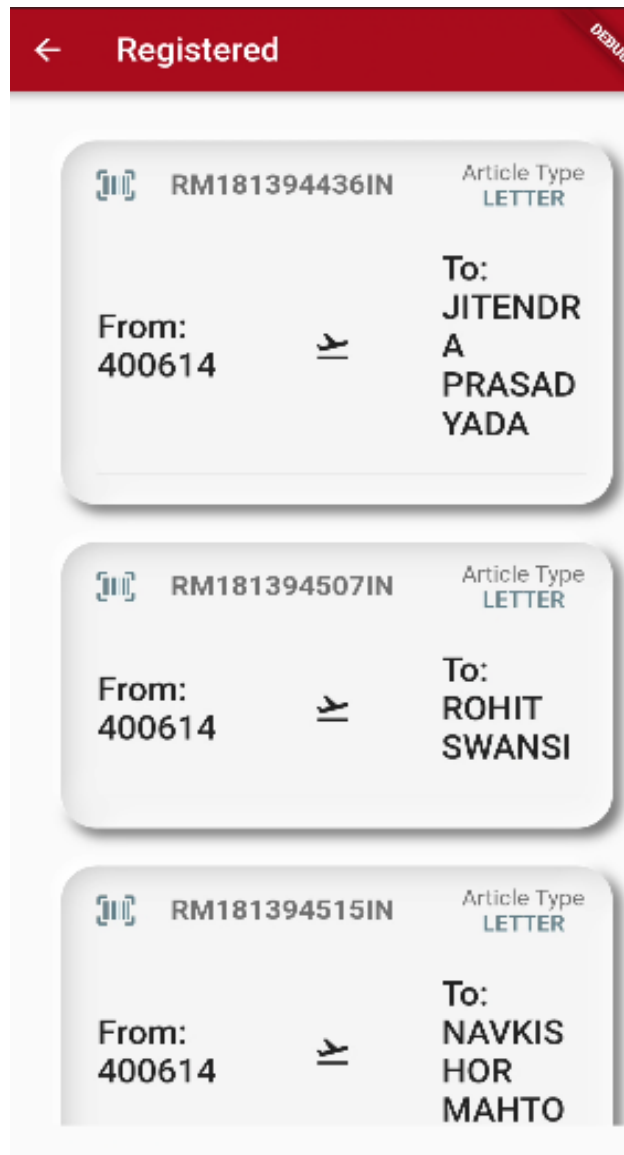 Registered
RM181394436IN
Article Type
LETTER
From:
400614
To:
JITENDR
A
PRASAD
YADA
RM181394507IN
Article Type
LETTER
From:
400614
To:
ROHIT
SWANSI
RM181394515IN
Article Type
LETTER
From:
400614
To:
NAVKIS
HOR
MAHTO